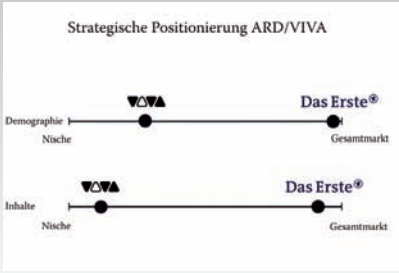 Strategische Positionierung ARD/VIVA
VIVA Das Erste
Demographie
Nische Gesamtmarkt
VIVA Das Erste
Inhalte
Nische Gesamtmarkt